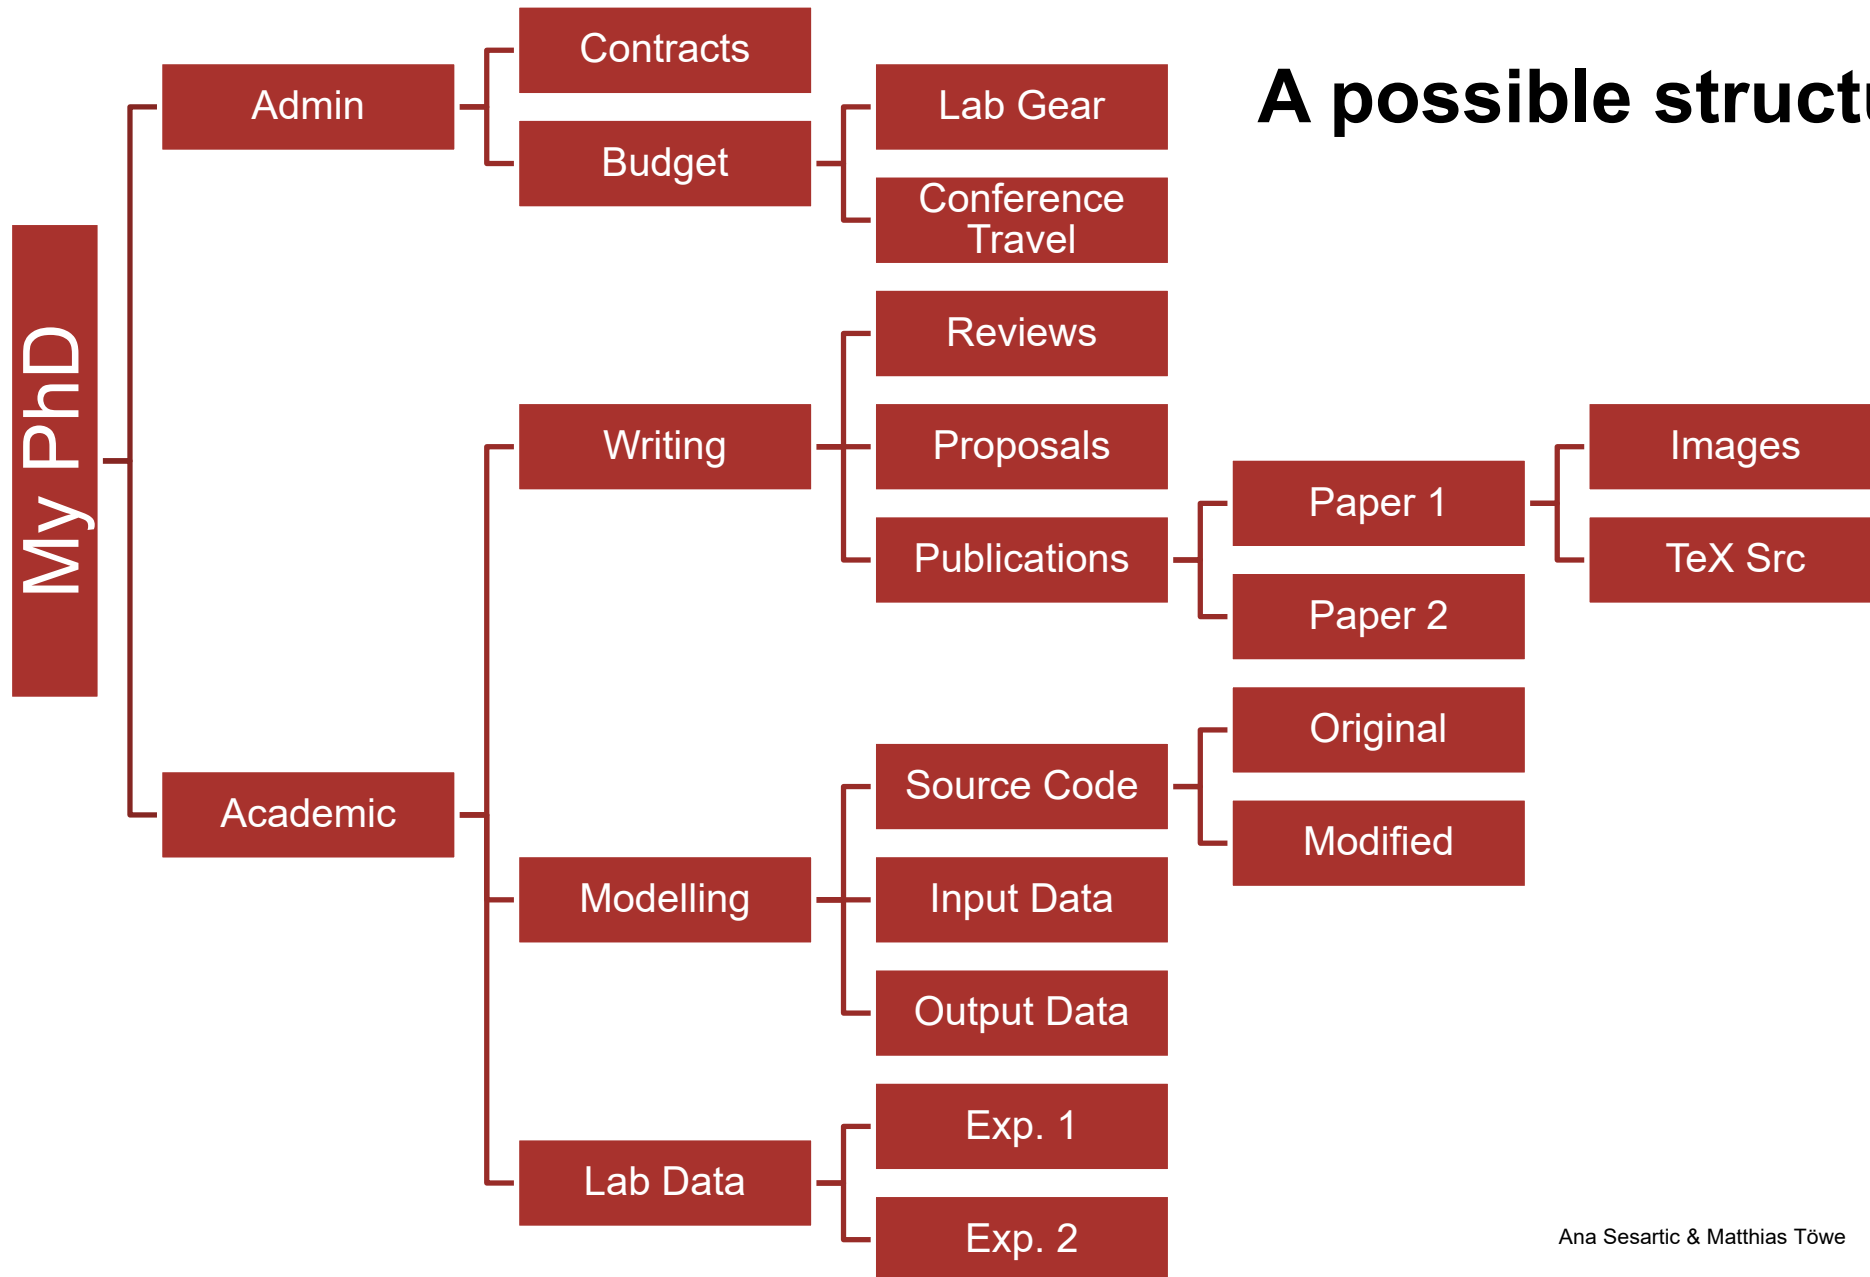 A possible struct
My PhD
Admin
Contracts
Budget
Lab Gear
Conference
Travel
Academic
Writing
Reviews
Proposals
Publications
Paper 1
Images
TeX Src
Paper 2
Modelling
Source Code
Original
Modified
Input Data
Output Data
Lab Data
Exp. 1
Exp. 2
Ana Sesartic & Matthias Töwe